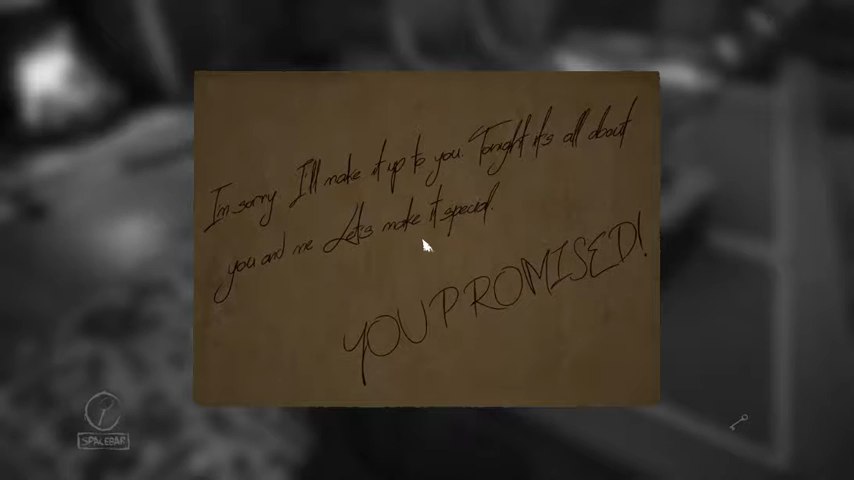 I'm sorry. I'll make it up to you. Tonight it's all about
you and me Let's make it special.
YOU PROMISED!
SPACEBAR